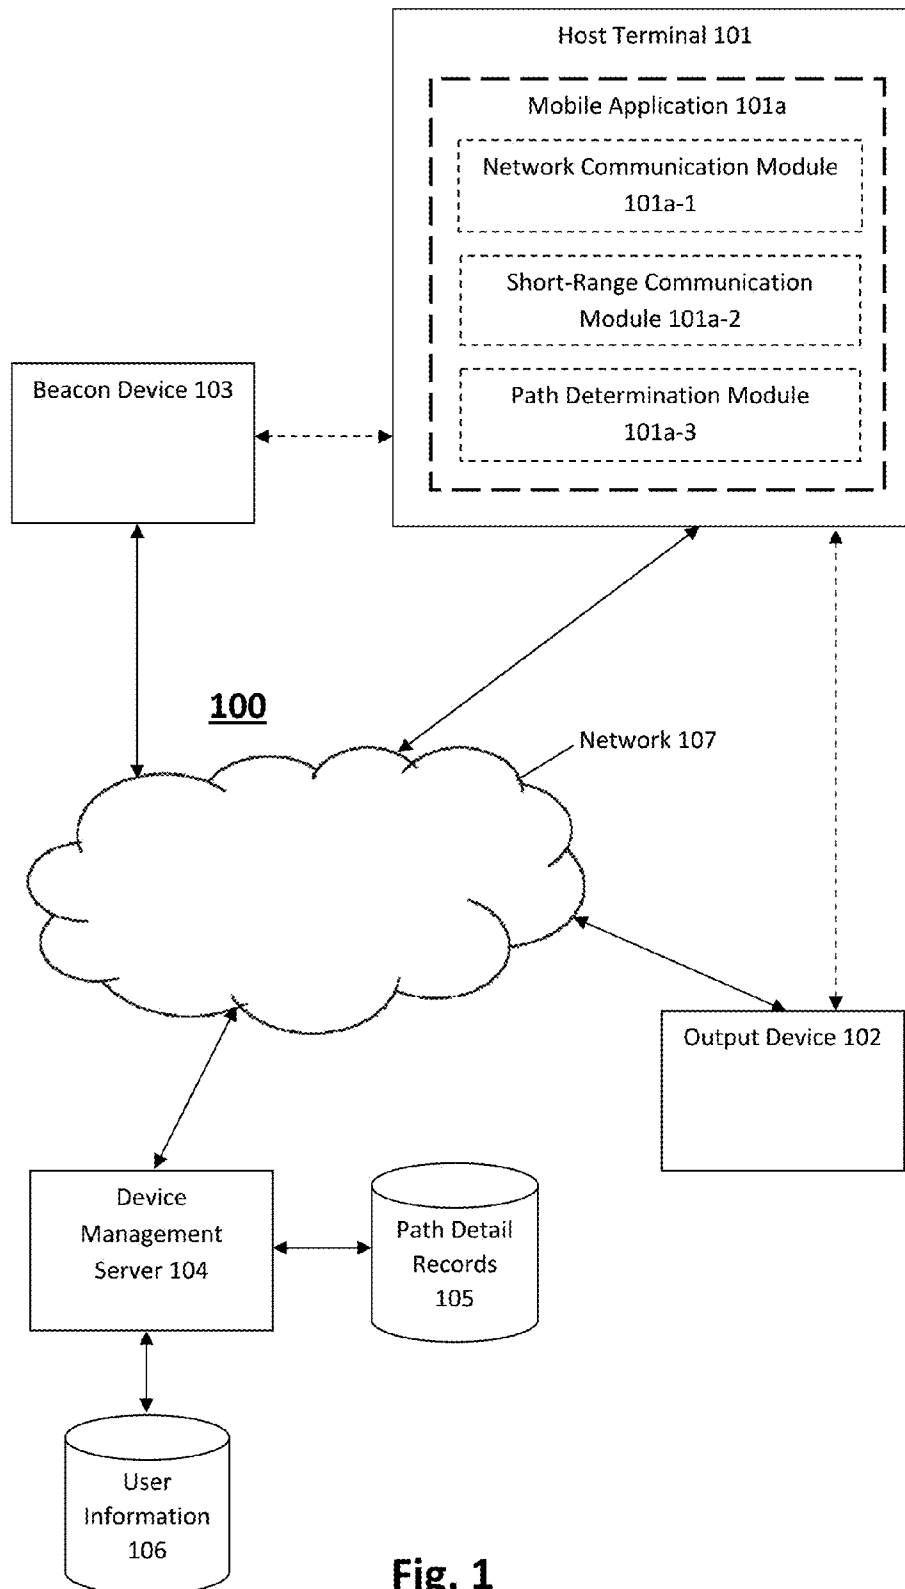 Host Terminal 101
Mobile Application 101a
Network Communication Module
101a-1
Short-Range Communication
Module 101a-2
Path Determination Module
101a-3
Beacon Device 103
100
Network 107
Output Device 102
Device
Management
Server 104
Path Detail
Records
105
User
Information
106
Fig. 1